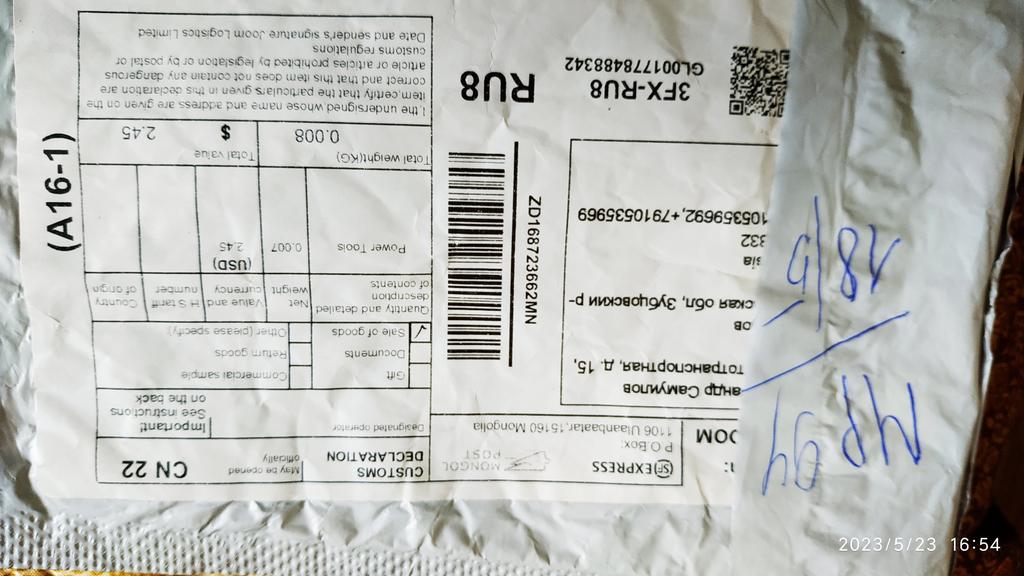 CUSTOMS
DECLARATION
May be opened
officially
CN 22
Designated operator
Important!
See instructions
on the back
Gift
Commercial sample
Documents
Return goods
✓ Sale of goods
Other (please specify)
Quantity and detailed
description
of contents
Net
weight
Value and
currency
H S tariff
number
Country
of origin
(USD)
Power Tools
0.007
2.45
Total weight(KG)
Total value
0.008
$ 2.45
I, the undersigned whose name and address are given on the
item,certify that the particulars given in this declaration are
correct and that this item does not contain any dangerous
article or articles prohibited by legislation or by postal or
customs regulations
Date and sender's signature Joom Logistics Limited
(A16-1)
SF EXPRESS
MONGOL
POST
P.O.Box:
1106 Ulaanbaatar,15160 Mongolia
OOM
андр Самуилов
тотранспортная, д. 15,
ов
ская обл, Зубцовский р-
sia
332
105359692,+7910535969
ZD168723662MN
RU8
3FX-RU8
GL001778488342
МР 94
18/5
2023/5/23 16:54